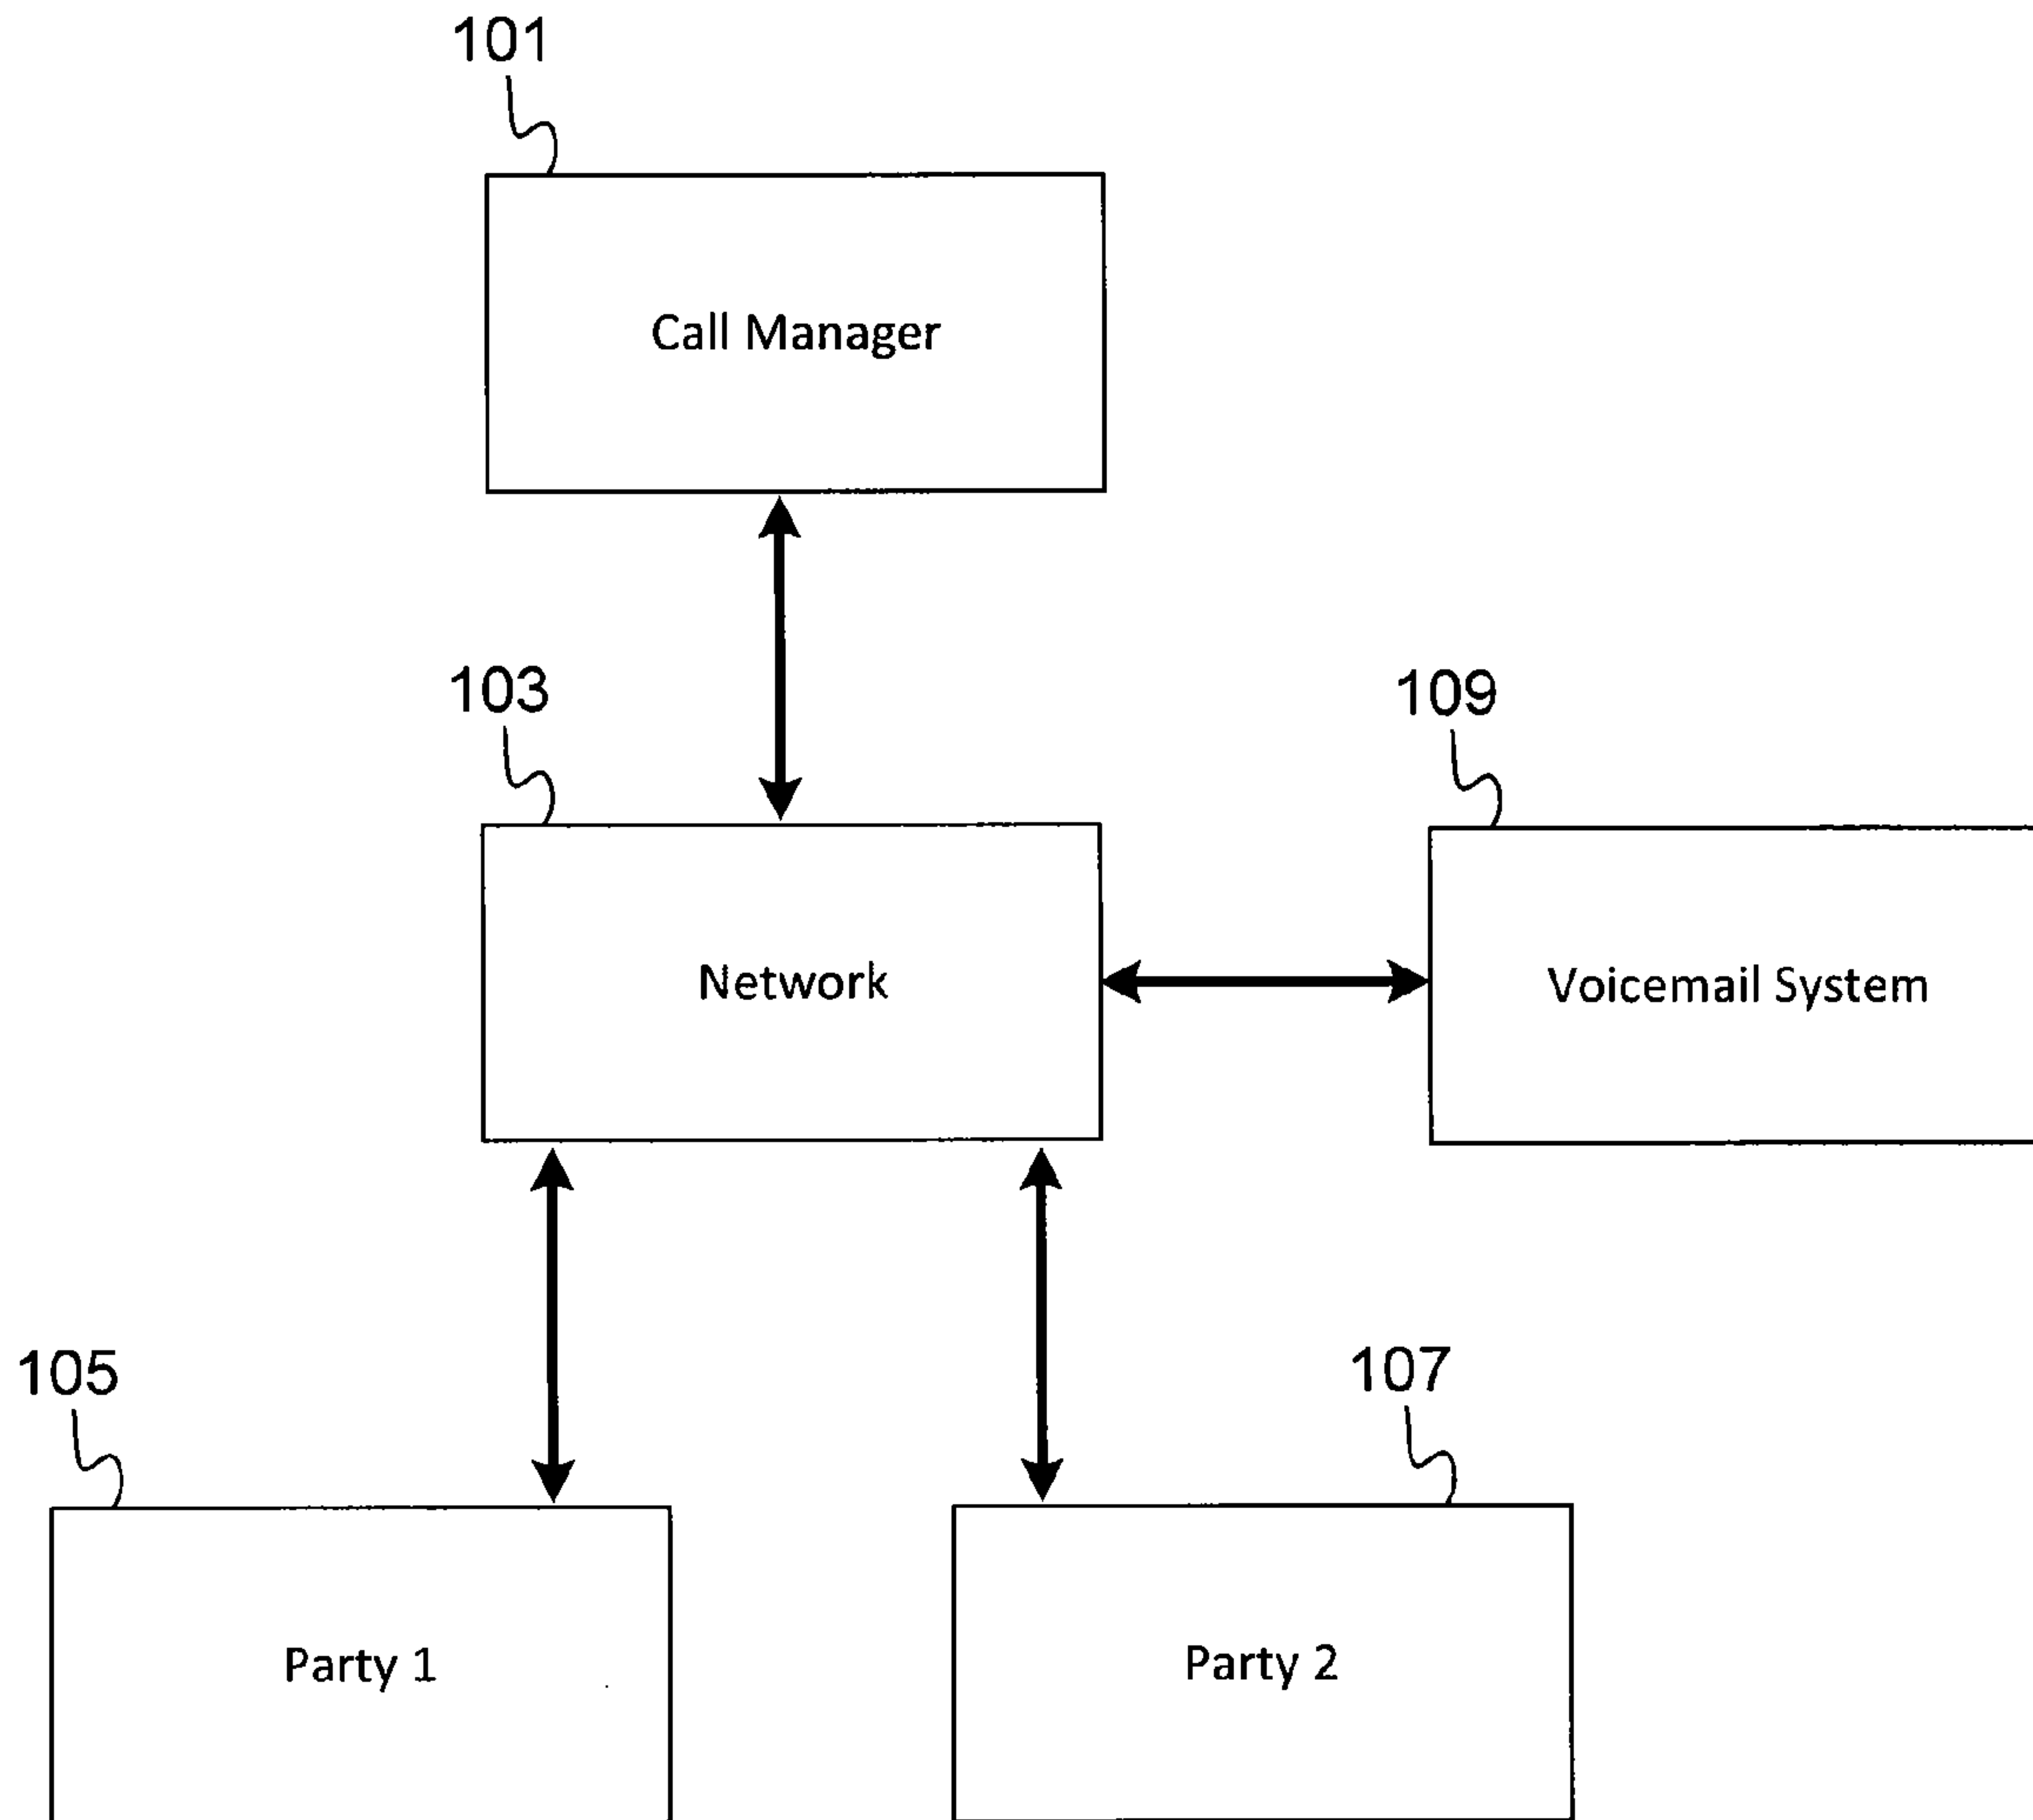 101
Call Manager
103
109
Network
Voicemail System
105
107
Party 1
Party 2